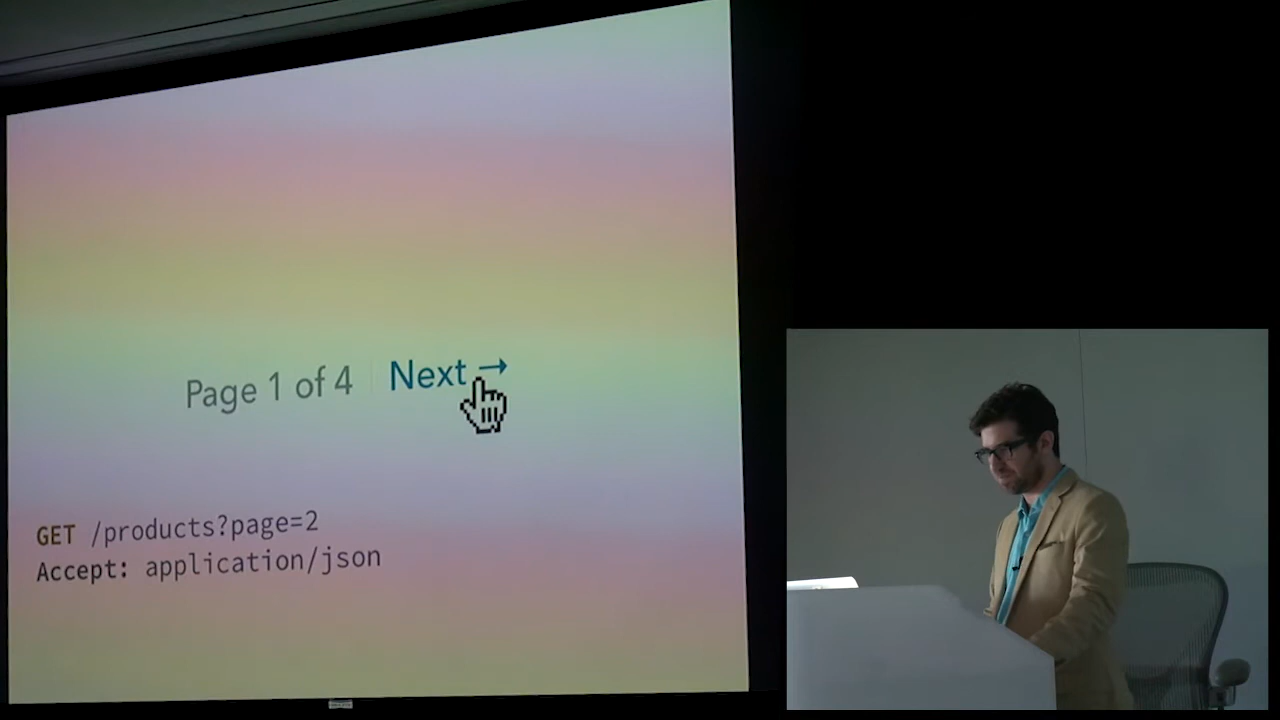 Page 1 of 4 Next →
GET /products?page=2
Accept: application/json